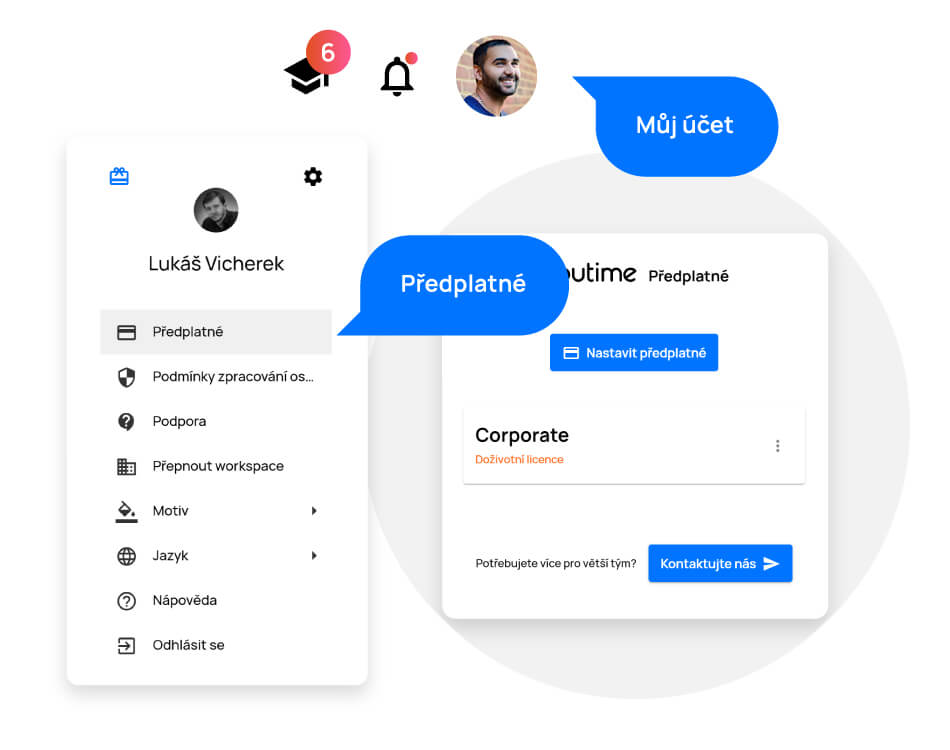 6
Můj účet
Lukáš Vicherek
Předplatné
Předplatné
Podmínky zpracování os...
Podpora
Přepnout workspace
Motiv
Jazyk
Nápověda
Odhlásit se
utime Předplatné
Nastavit předplatné
Corporate
Doživotní licence
Potřebujete více pro větší tým?
Kontaktujte nás